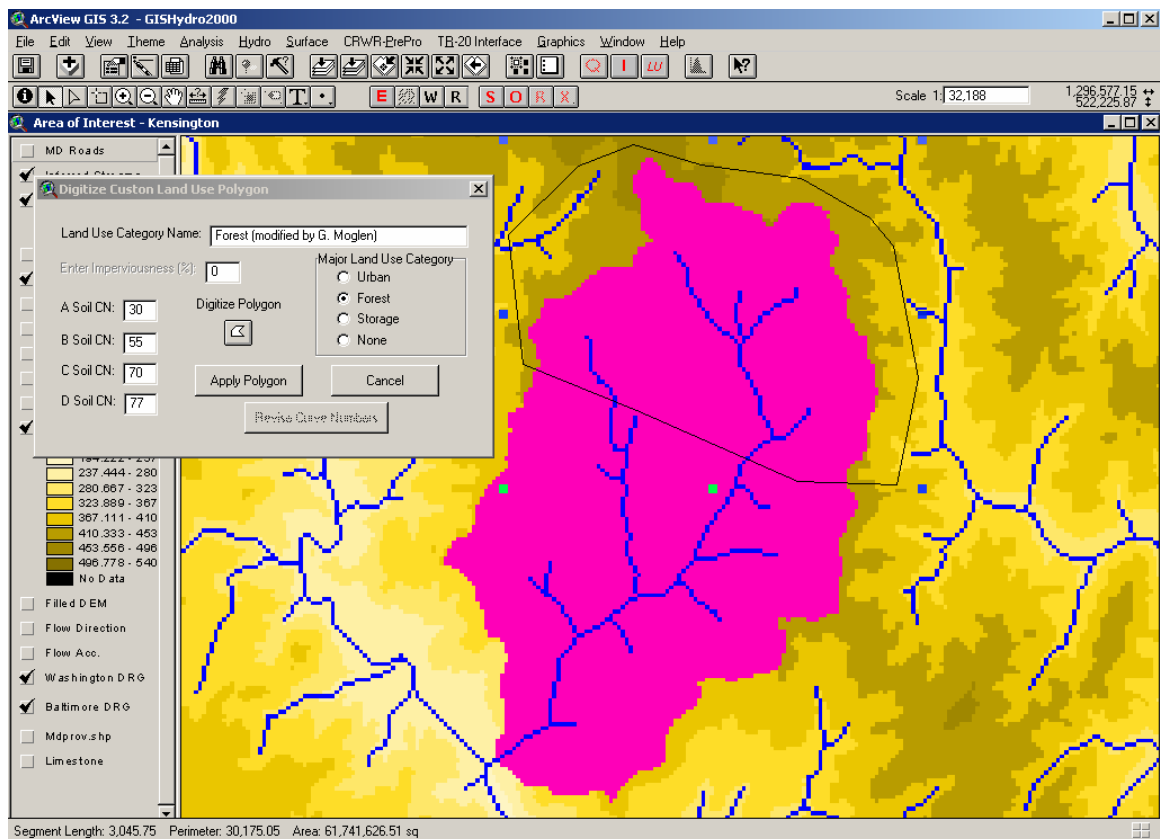 ArcView GIS 3.2 - GISHydro2000
File Edit View Theme Analysis Hydro Surface CRWR-PrePro TR-20 Interface Graphics Window Help
Q I LU
T. E W R S O R X Scale 1: 32,188 1,296,577.15
522,225.87
Area of Interest - Kensington
MD Roads
Digitize Custon Land Use Polygon
Land Use Category Name: Forest (modified by G. Moglen)
Enter Imperviousness (%): 0
Major Land Use Category
Urban
Forest
Storage
None
A Soil CN: 30
Digitize Polygon
B Soil CN: 55
C Soil CN: 70
D Soil CN: 77
Apply Polygon Cancel
Revise Curve Numbers
237.444 - 280
280.667 - 323
323.889 - 367
367.111 - 410
410.333 - 453
453.556 - 496
496.778 - 540
No Data
Filled DEM
Flow Direction
Flow Acc.
Washington DRG
Baltimore DRG
Mdprov.shp
Limestone
Segment Length: 3,045.75 Perimeter: 30,175.05 Area: 61,741,626.51 sq